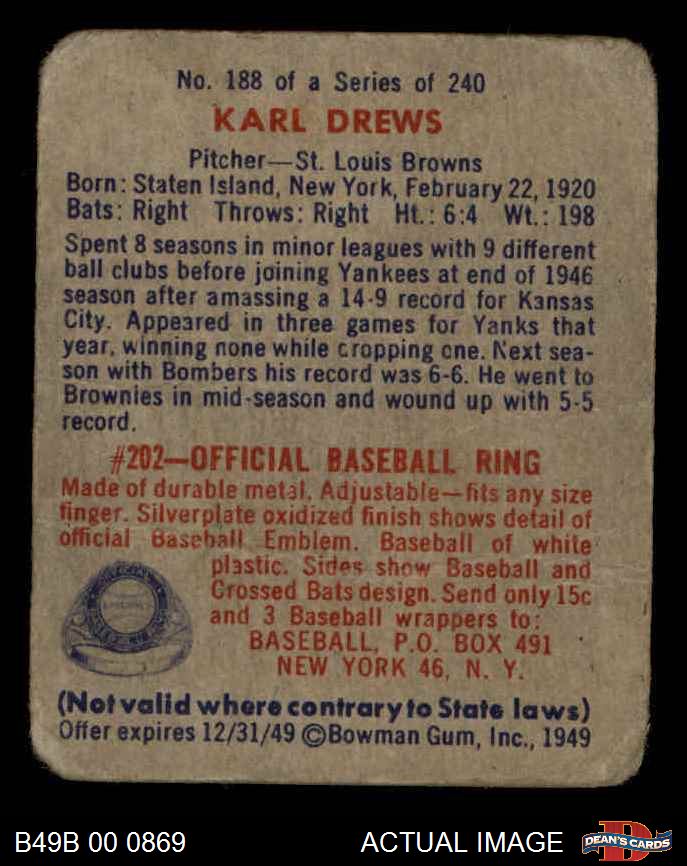 No. 188 of a Series of 240
KARL DREWS
Pitcher—St. Louis Browns
Born: Staten Island, New York, February 22, 1920
Bats: Right Throws: Right Ht.: 6:4 Wt.: 198
Spent 8 seasons in minor leagues with 9 different
ball clubs before joining Yankees at end of 1946
season after amassing a 14-9 record for Kansas
City. Appeared in three games for Yanks that
year, winning none while cropping one. Next sea-
son with Bombers his record was 6-6. He went to
Brownies in mid-season and wound up with 5-5
record.
#202—OFFICIAL BASEBALL RING
Made of durable metal. Adjustable—fits any size
finger. Silverplate oxidized finish shows detail of
official Baseball Emblem. Baseball of white
plastic. Sides show Baseball and
Crossed Bats design. Send only 15c
and 3 Baseball wrappers to:
BASEBALL, P.O. BOX 491
NEW YORK 46, N. Y.
(Not valid where contrary to State laws)
Offer expires 12/31/49 ©Bowman Gum, Inc., 1949
B49B 00 0869
ACTUAL IMAGE
DEAN'S CARDS